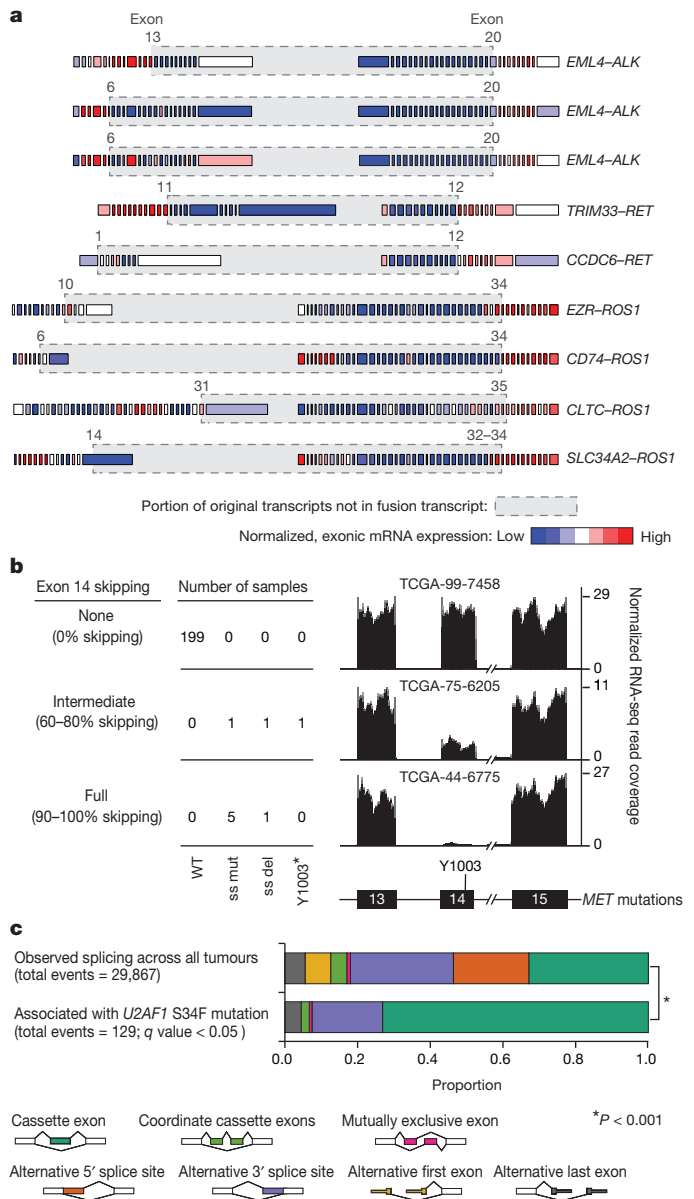 a
Exon Exon
13 20
EML4–ALK
6 20
EML4–ALK
6 20
EML4–ALK
11 12
TRIM33–RET
1 12
CCDC6–RET
10 34
EZR–ROS1
6 34
CD74–ROS1
31 35
CLTC–ROS1
14 32–34
SLC34A2–ROS1
Portion of original transcripts not in fusion transcript:
Normalized, exonic mRNA expression: Low High
b
Exon 14 skipping Number of samples
None
(0% skipping)
199 0 0 0
Intermediate
(60–80% skipping)
0 1 1 1
Full
(90–100% skipping)
0 5 1 0
WT
ss mut
ss del
Y1003*
TCGA-99-7458
29
0
TCGA-75-6205
11
0
TCGA-44-6775
27
0
Normalized RNA-seq read coverage
Y1003
13 14 15 MET mutations
c
Observed splicing across all tumours
(total events = 29,867)
Associated with U2AF1 S34F mutation
(total events = 129; q value < 0.05 )
*
0.0 0.2 0.4 0.6 0.8 1.0
Proportion
Cassette exon Coordinate cassette exons Mutually exclusive exon *P < 0.001
Alternative 5′ splice site Alternative 3′ splice site Alternative first exon Alternative last exon